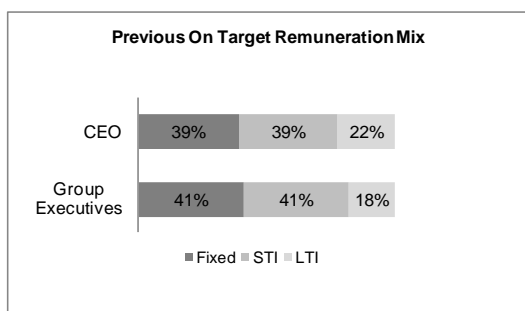 Previous On Target Remuneration Mix
CEO
39% 39% 22%
Group
Executives
41% 41% 18%
Fixed STI LTI